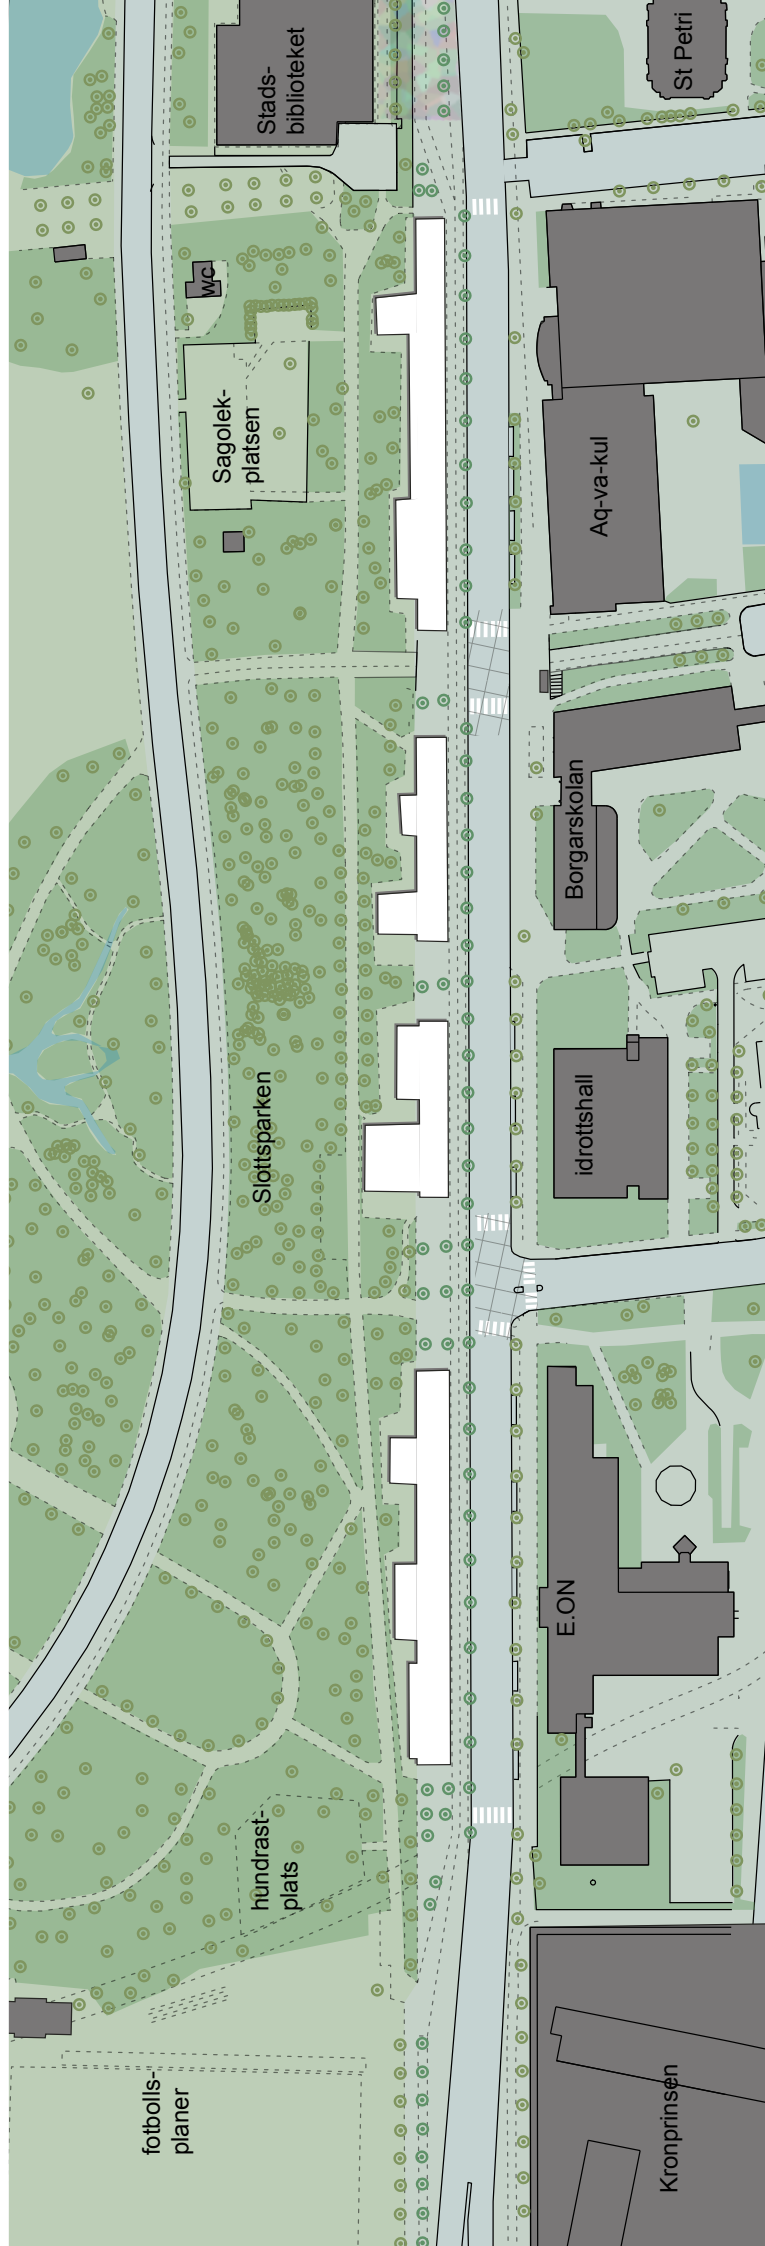 Stads-
biblioteket
St Petri
WC
Sagolek-
platsen
Aq-va-kul
Borgarskolan
Slottsparken
idrottshall
E.ON
hundrast-
plats
fotbolls-
planer
Kronprinsen